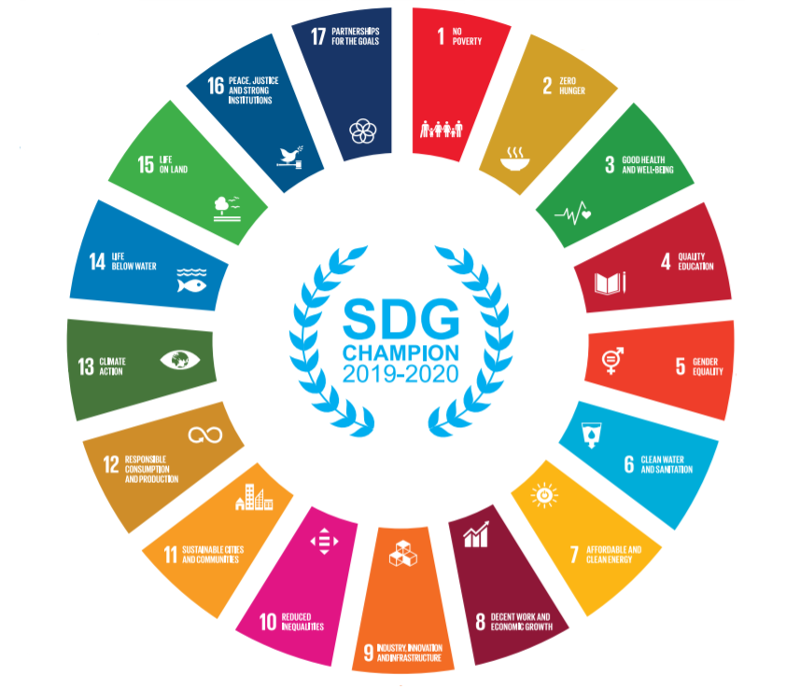 1 NO
POVERTY
2 ZERO
HUNGER
3 GOOD HEALTH
AND WELL-BEING
4 QUALITY
EDUCATION
5 GENDER
EQUALITY
6 CLEAN WATER
AND SANITATION
7 AFFORDABLE AND
CLEAN ENERGY
8 DECENT WORK AND
ECONOMIC GROWTH
9 INDUSTRY, INNOVATION
AND INFRASTRUCTURE
10 REDUCED
INEQUALITIES
11 SUSTAINABLE CITIES
AND COMMUNITIES
12 RESPONSIBLE
CONSUMPTION
AND PRODUCTION
13 CLIMATE
ACTION
14 LIFE
BELOW WATER
15 LIFE
ON LAND
16 PEACE, JUSTICE
AND STRONG
INSTITUTIONS
17 PARTNERSHIPS
FOR THE GOALS
SDG
CHAMPION
2019-2020